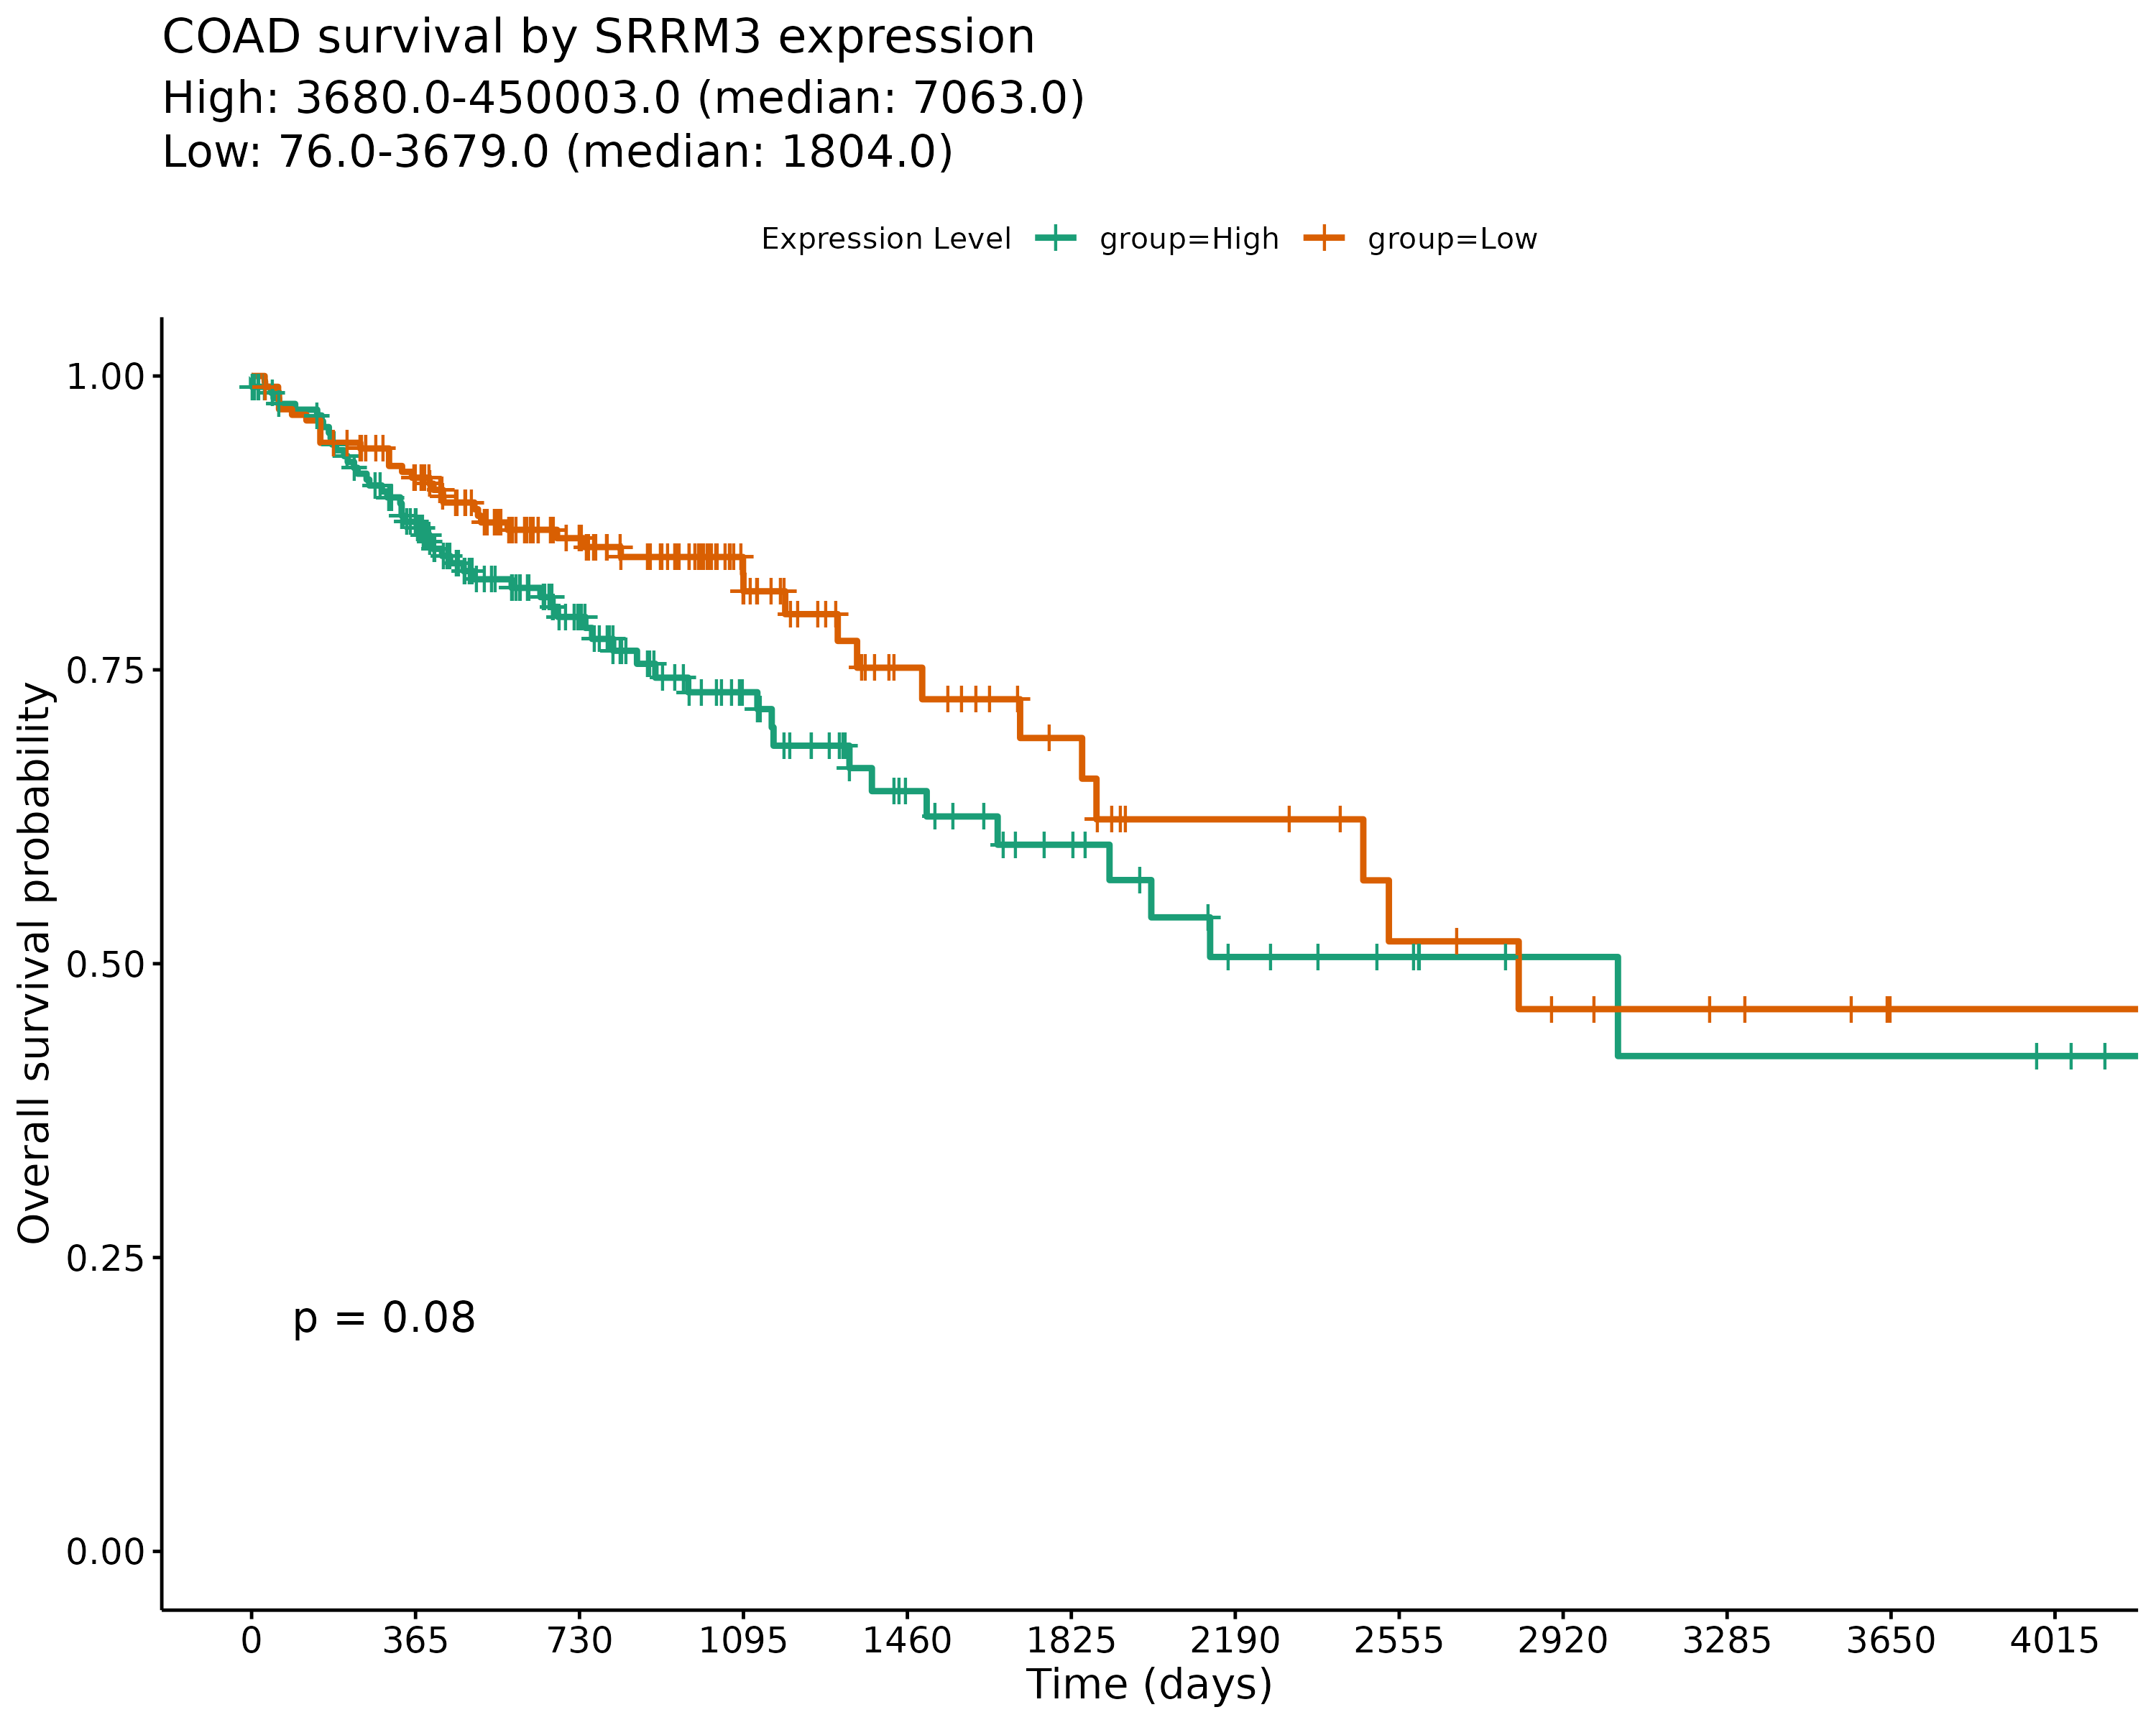 COAD survival by SRRM3 expression
High: 3680.0-450003.0 (median: 7063.0)
Low: 76.0-3679.0 (median: 1804.0)
Expression Level group=High group=Low
Overall survival probability
1.00
0.75
0.50
0.25
0.00
p = 0.08
0 365 730 1095 1460 1825 2190 2555 2920 3285 3650 4015
Time (days)